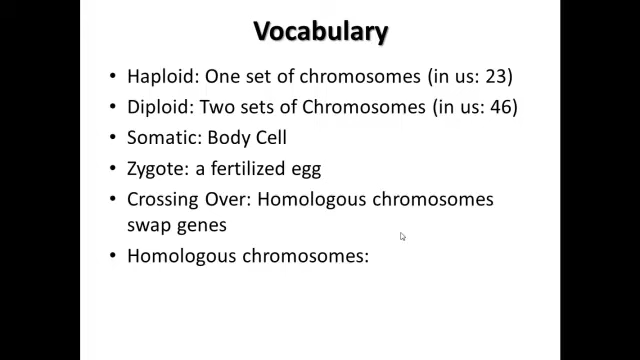 Vocabulary
• Haploid: One set of chromosomes (in us: 23)
• Diploid: Two sets of Chromosomes (in us: 46)
• Somatic: Body Cell
• Zygote: a fertilized egg
• Crossing Over: Homologous chromosomes
swap genes
• Homologous chromosomes: